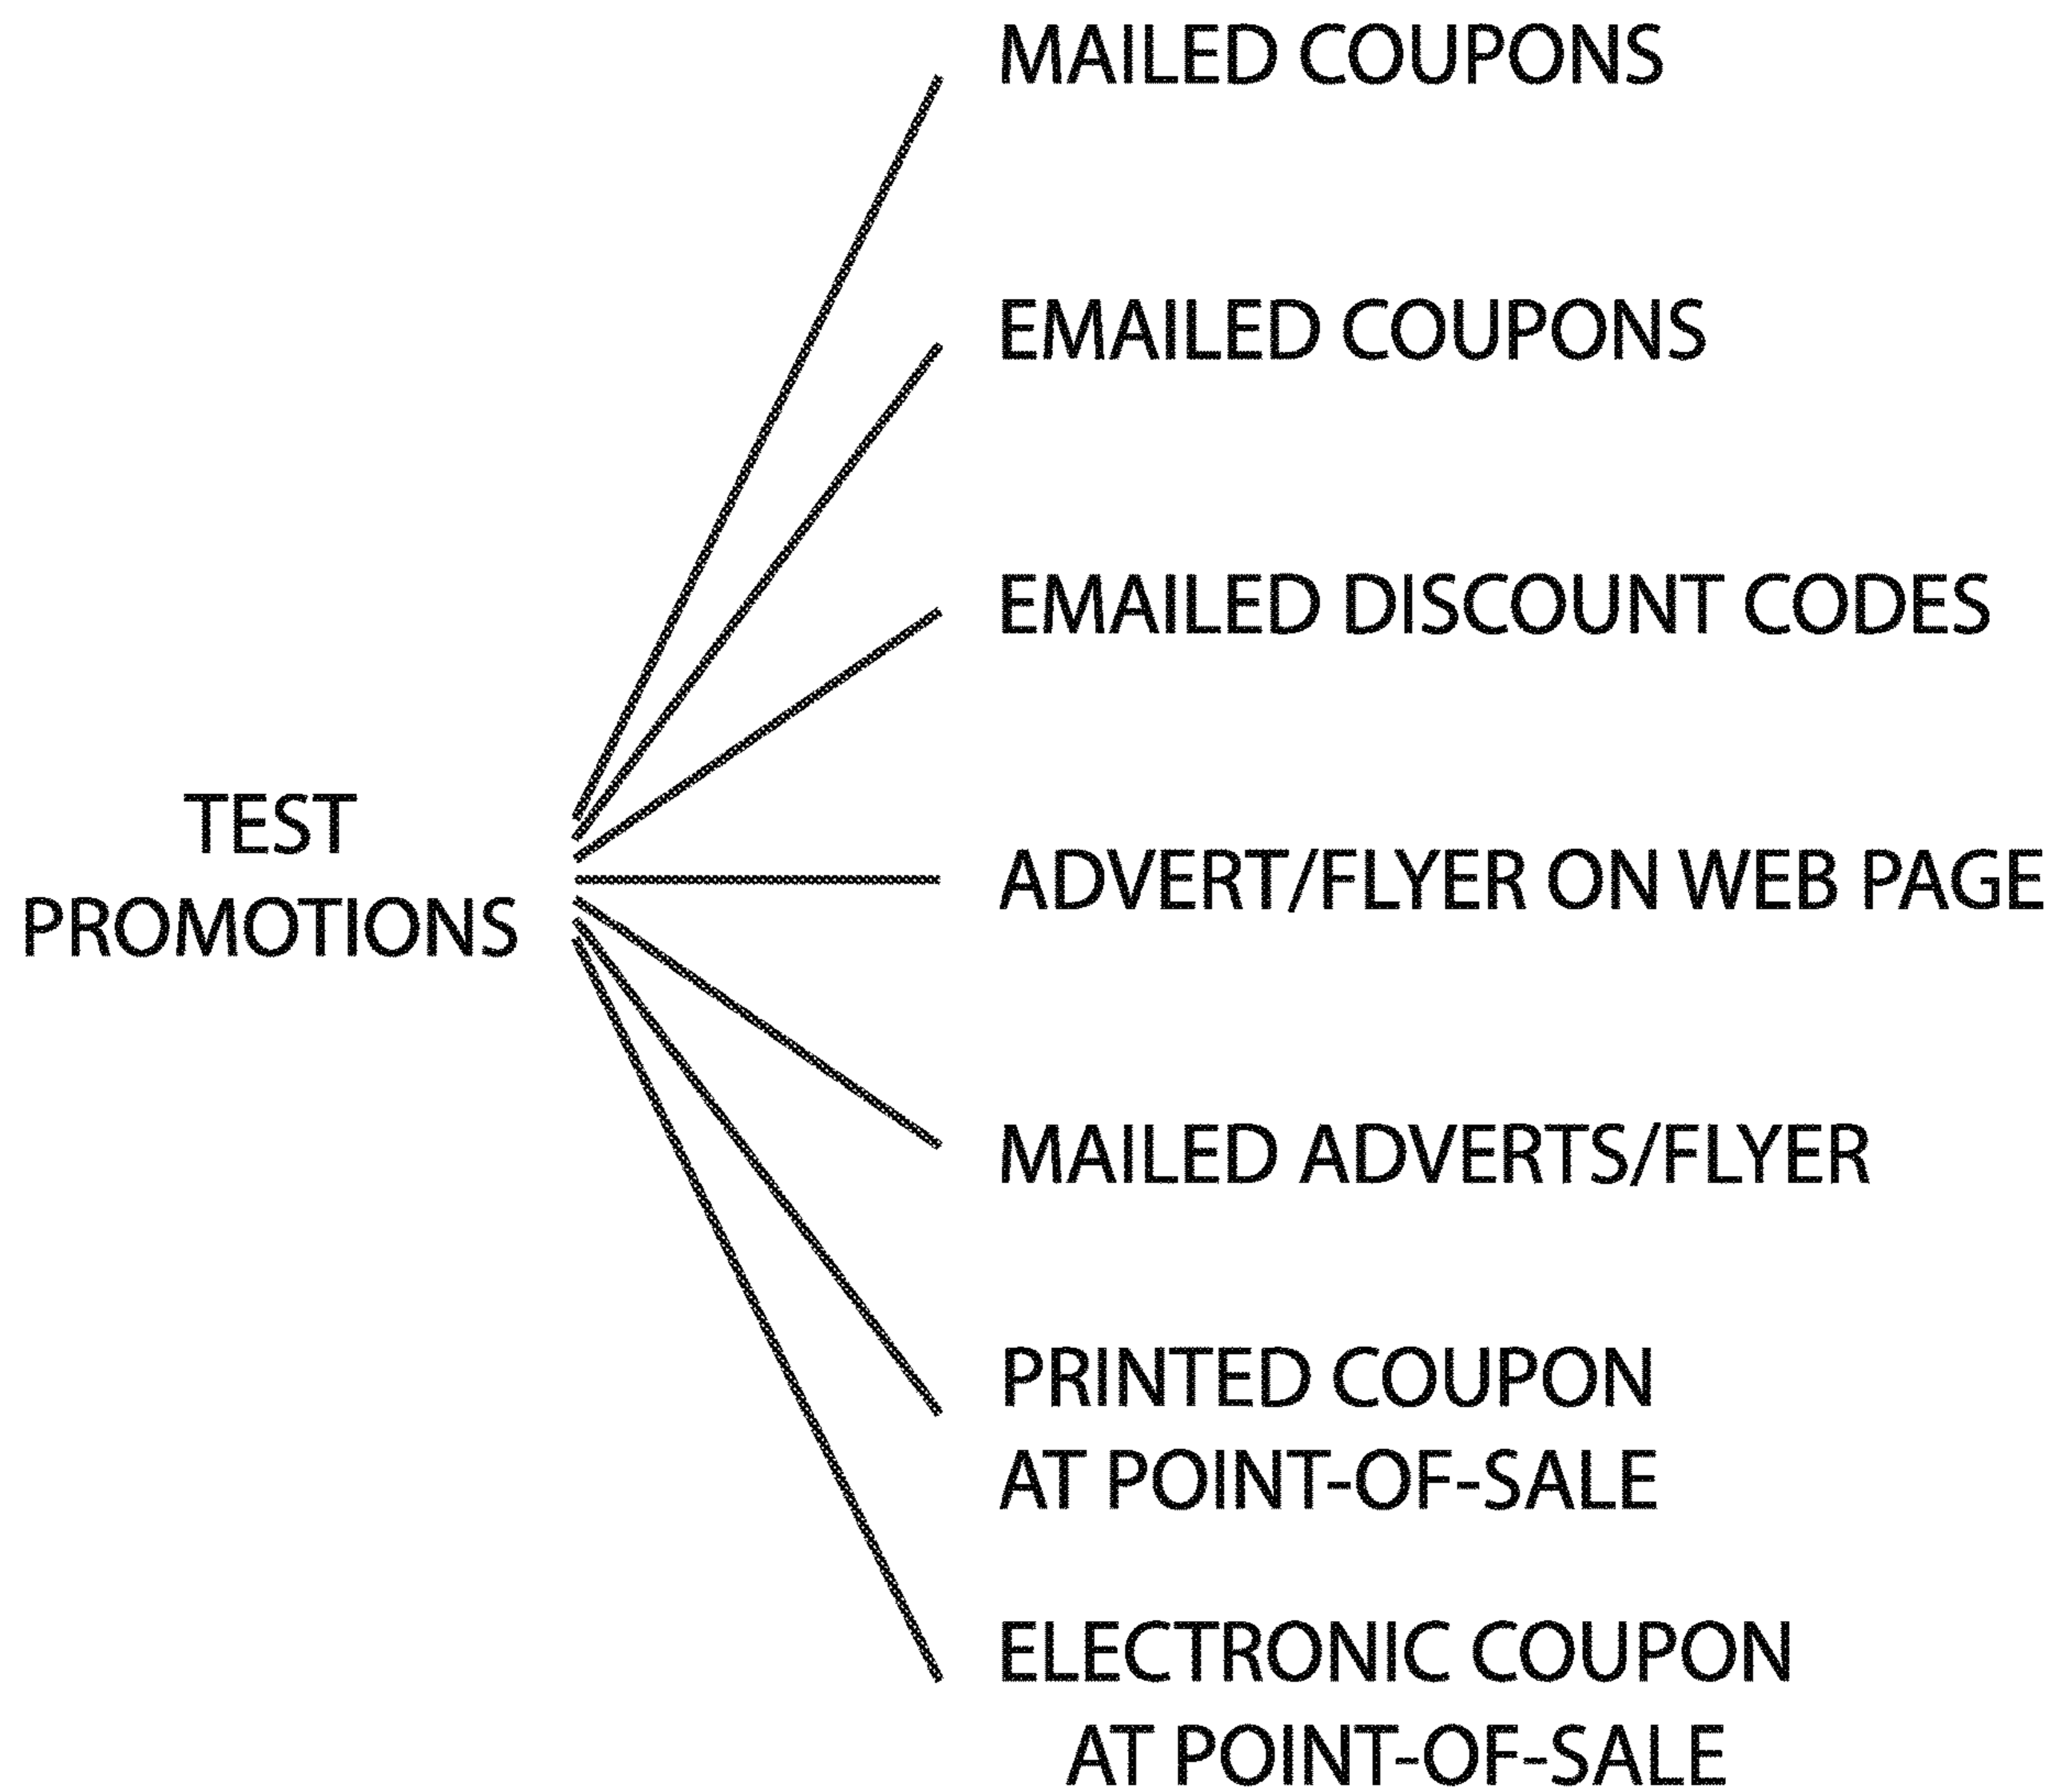 MAILED COUPONS
EMAILED COUPONS
EMAILED DISCOUNT CODES
TEST
PROMOTIONS
ADVERT/FLYER ON WEB PAGE
MAILED ADVERTS/FLYER
PRINTED COUPON
AT POINT-OF-SALE
ELECTRONIC COUPON
AT POINT-OF-SALE